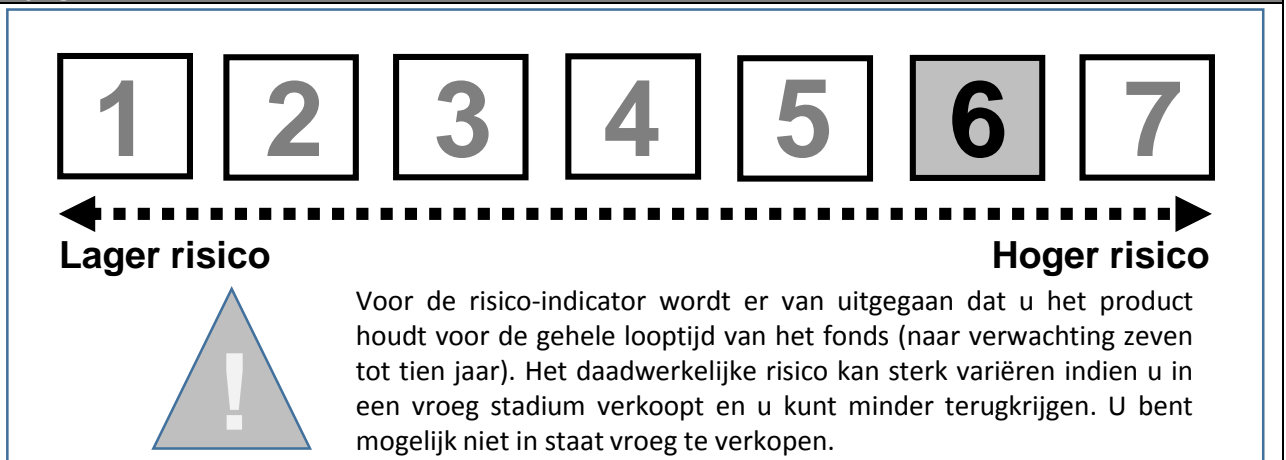 1 2 3 4 5 6 7
Lager risico Hoger risico
!
Voor de risico-indicator wordt er van uitgegaan dat u het product
houdt voor de gehele looptijd van het fonds (naar verwachting zeven
tot tien jaar). Het daadwerkelijke risico kan sterk variëren indien u in
een vroeg stadium verkoopt en u kunt minder terugkrijgen. U bent
mogelijk niet in staat vroeg te verkopen.